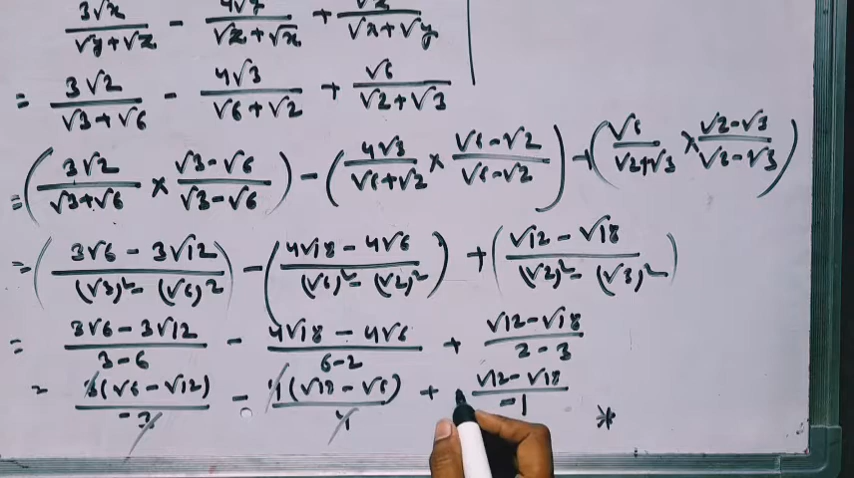 3√x/(√y+√z) - 4√y/(√z+√x) + √z/(√x+√y)
= 3√2/(√3+√6) - 4√3/(√6+√2) + √6/(√2+√3)
= (3√2/(√3+√6) × (√3-√6)/(√3-√6)) - (4√3/(√6+√2) × (√6-√2)/(√6-√2)) + (√6/(√2+√3) × (√2-√3)/(√2-√3))
= ((3√6 - 3√12)/((√3)² - (√6)²)) - ((4√18 - 4√6)/((√6)² - (√2)²)) + ((√12 - √18)/((√2)² - (√3)²))
= (3√6 - 3√12)/(3-6) - (4√18 - 4√6)/(6-2) + (√12-√18)/(2-3)
= 3(√6 - √12)/-3 - 4(√18 - √6)/4 + (√12-√18)/-1 *